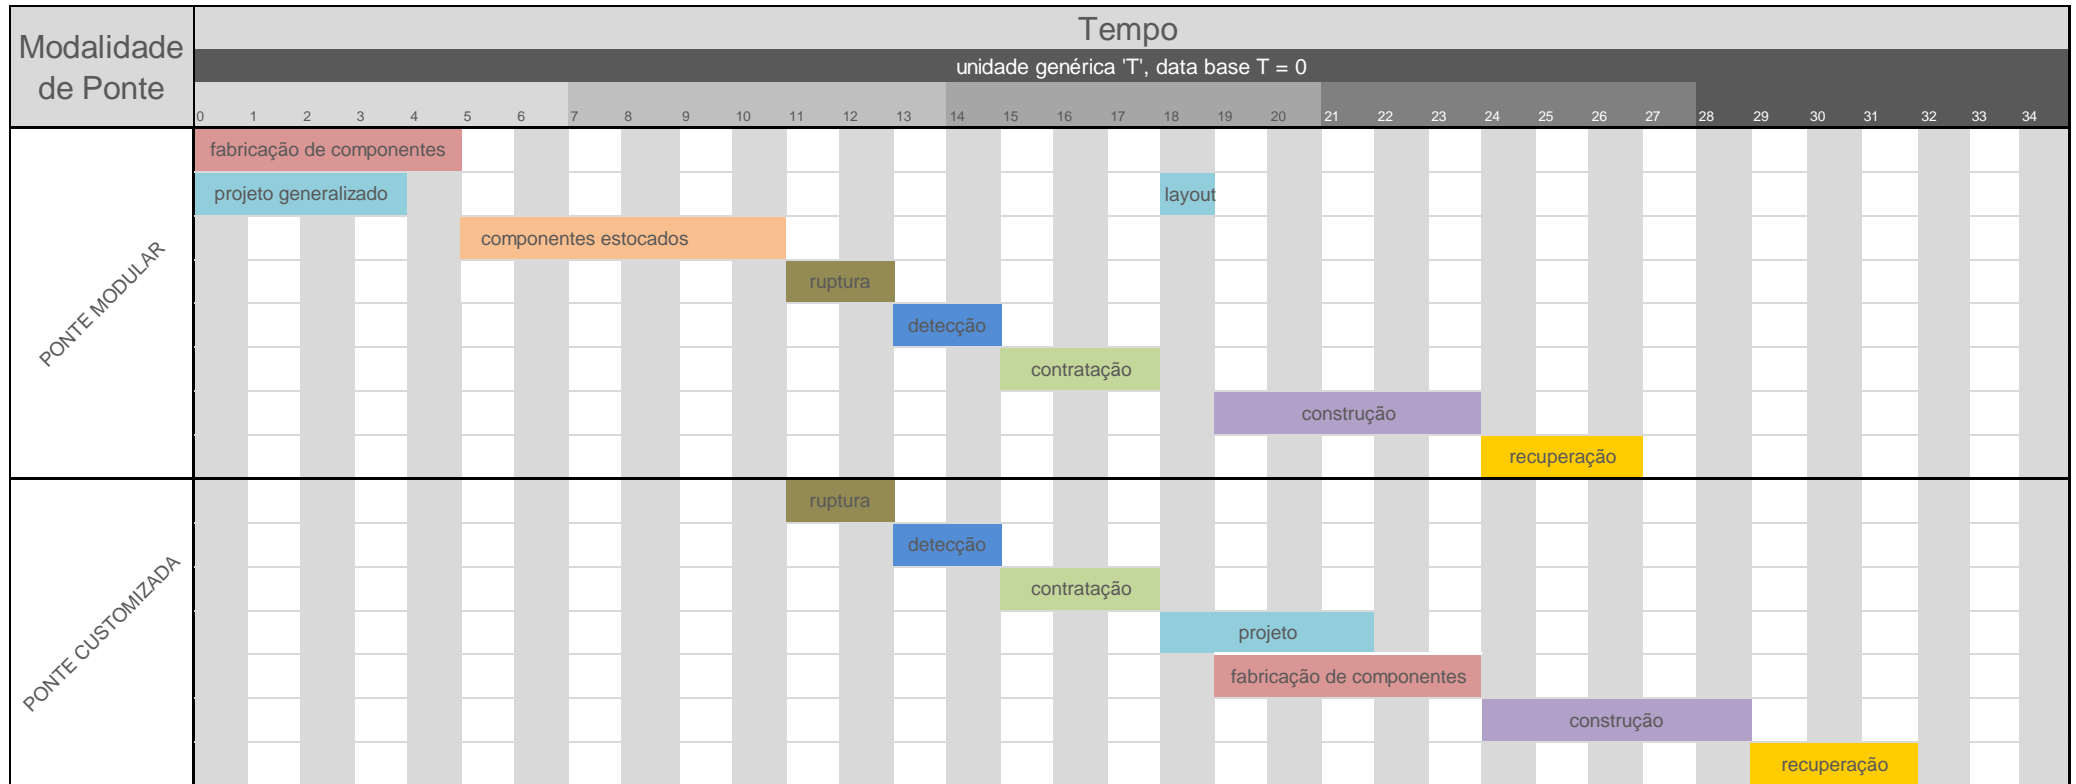 Modalidade
de Ponte
Tempo
unidade genérica 'T', data base T = 0
0 1 2 3 4 5 6 7 8 9 10 11 12 13 14 15 16 17 18 19 20 21 22 23 24 25 26 27 28 29 30 31 32 33 34
PONTE MODULAR
fabricação de componentes
projeto generalizado layout
componentes estocados
ruptura
detecção
contratação
construção
recuperação
PONTE CUSTOMIZADA
ruptura
detecção
contratação
projeto
fabricação de componentes
construção
recuperação